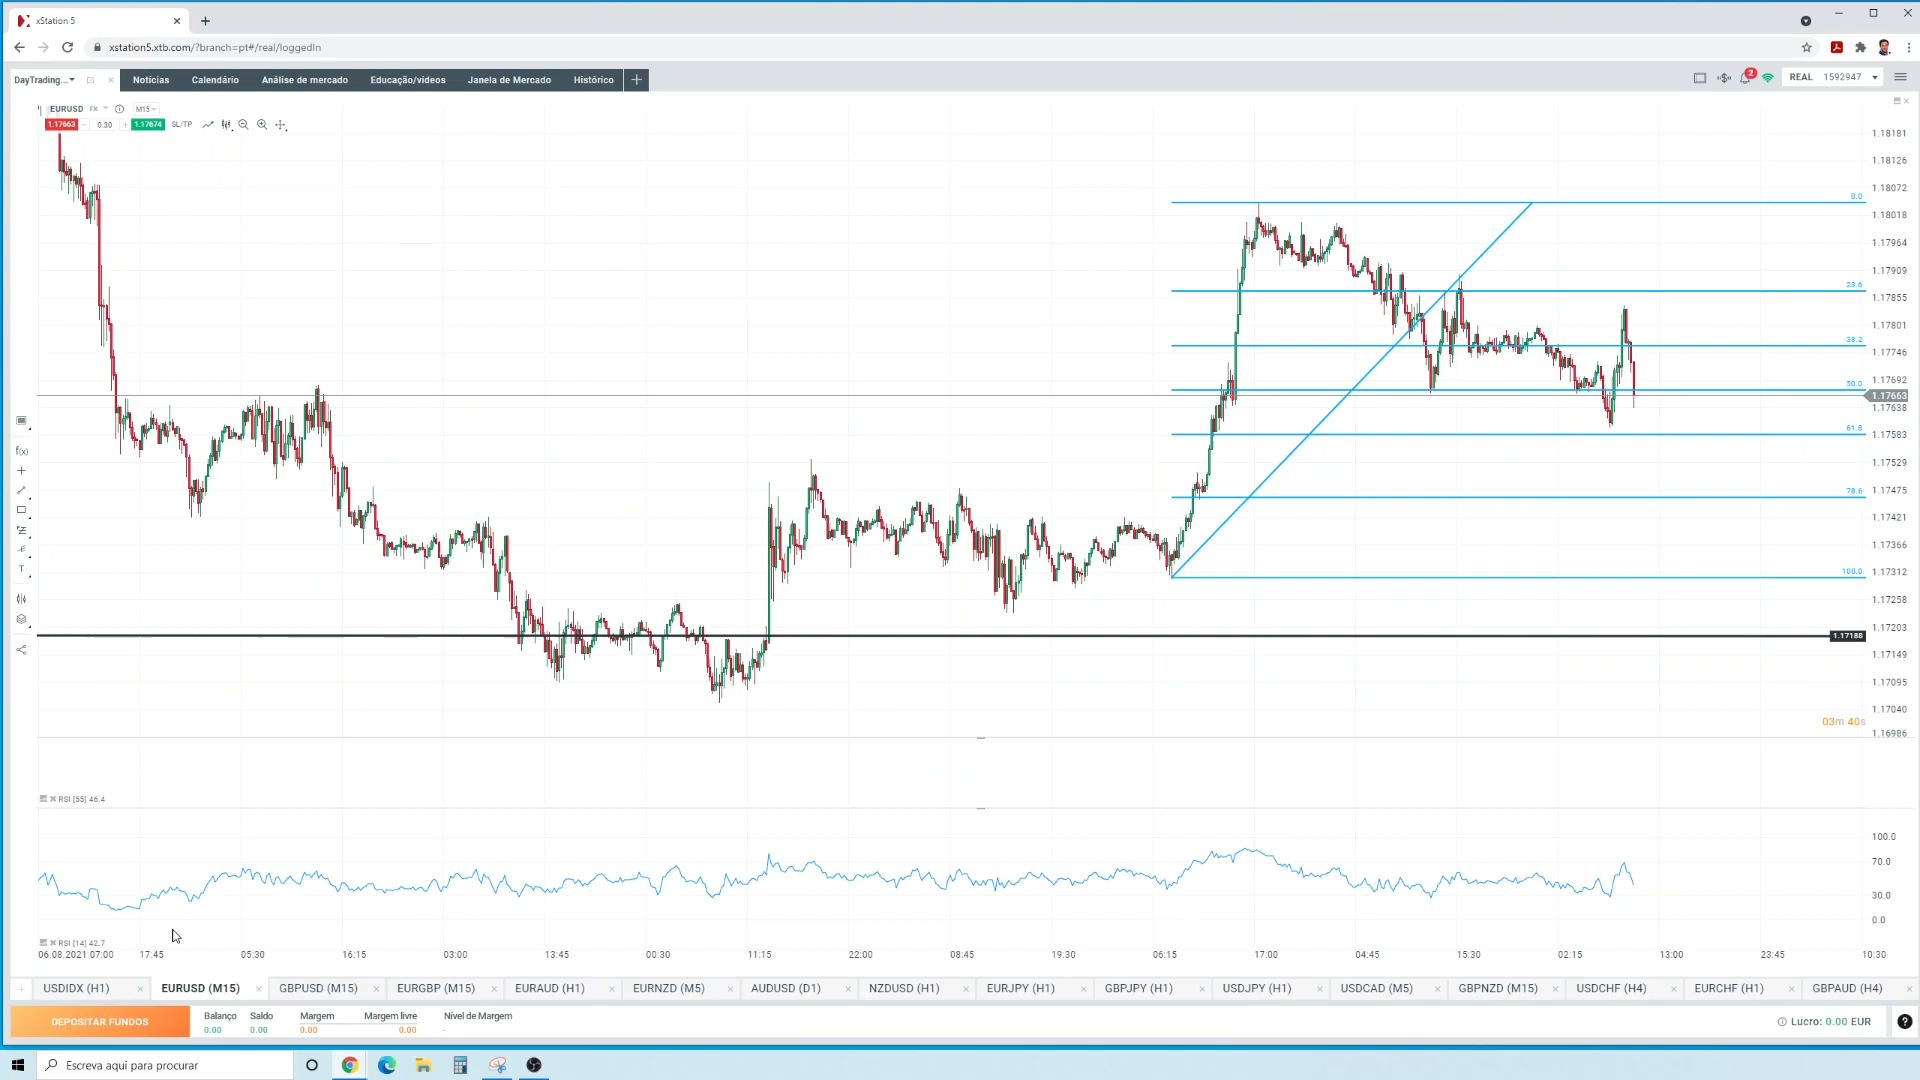 xStation 5
xstation5.xtb.com/?branch=pt#/real/loggedIn
DayTrading... Notícias Calendário Análise de mercado Educação/videos Janela de Mercado Histórico 2 REAL 1592947
EURUSD FX M15
1.17663 0.30 1.17674 SL/TP
1.18181
1.18126
1.18072
0.0
1.18018
1.17964
1.17909
23.6
1.17855
1.17801
38.2
1.17746
1.17692
50.0
1.17663
1.17638
61.8
1.17583
1.17529
78.6
1.17475
1.17421
1.17366
100.0
1.17312
1.17258
1.17203
1.17188
1.17149
1.17095
1.17040
03m 40s
1.16986
f(x)
T
RSI [55] 46.4
100.0
70.0
30.0
0.0
RSI [14] 42.7
06.08.2021 07:00 17:45 05:30 16:15 03:00 13:45 00:30 11:15 22:00 08:45 19:30 06:15 17:00 04:45 15:30 02:15 13:00 23:45 10:30
USDIDX (H1) EURUSD (M15) GBPUSD (M15) EURGBP (M15) EURAUD (H1) EURNZD (M5) AUDUSD (D1) NZDUSD (H1) EURJPY (H1) GBPJPY (H1) USDJPY (H1) USDCAD (M5) GBPNZD (M15) USDCHF (H4) EURCHF (H1) GBPAUD (H4)
DEPOSITAR FUNDOS
Balanço Saldo Margem Margem livre Nível de Margem
0.00 0.00 0.00 0.00 -
Lucro: 0.00 EUR
Escreva aqui para procurar